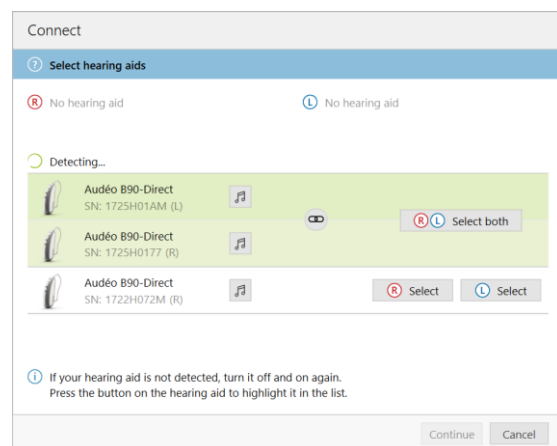 Connect
? Select hearing aids
R No hearing aid
L No hearing aid
Detecting...
Audéo B90-Direct
SN: 1725H01AM (L)
R L Select both
Audéo B90-Direct
SN: 1725H0177 (R)
Audéo B90-Direct
SN: 1722H072M (R)
R Select
L Select
i If your hearing aid is not detected, turn it off and on again.
Press the button on the hearing aid to highlight it in the list.
Continue
Cancel